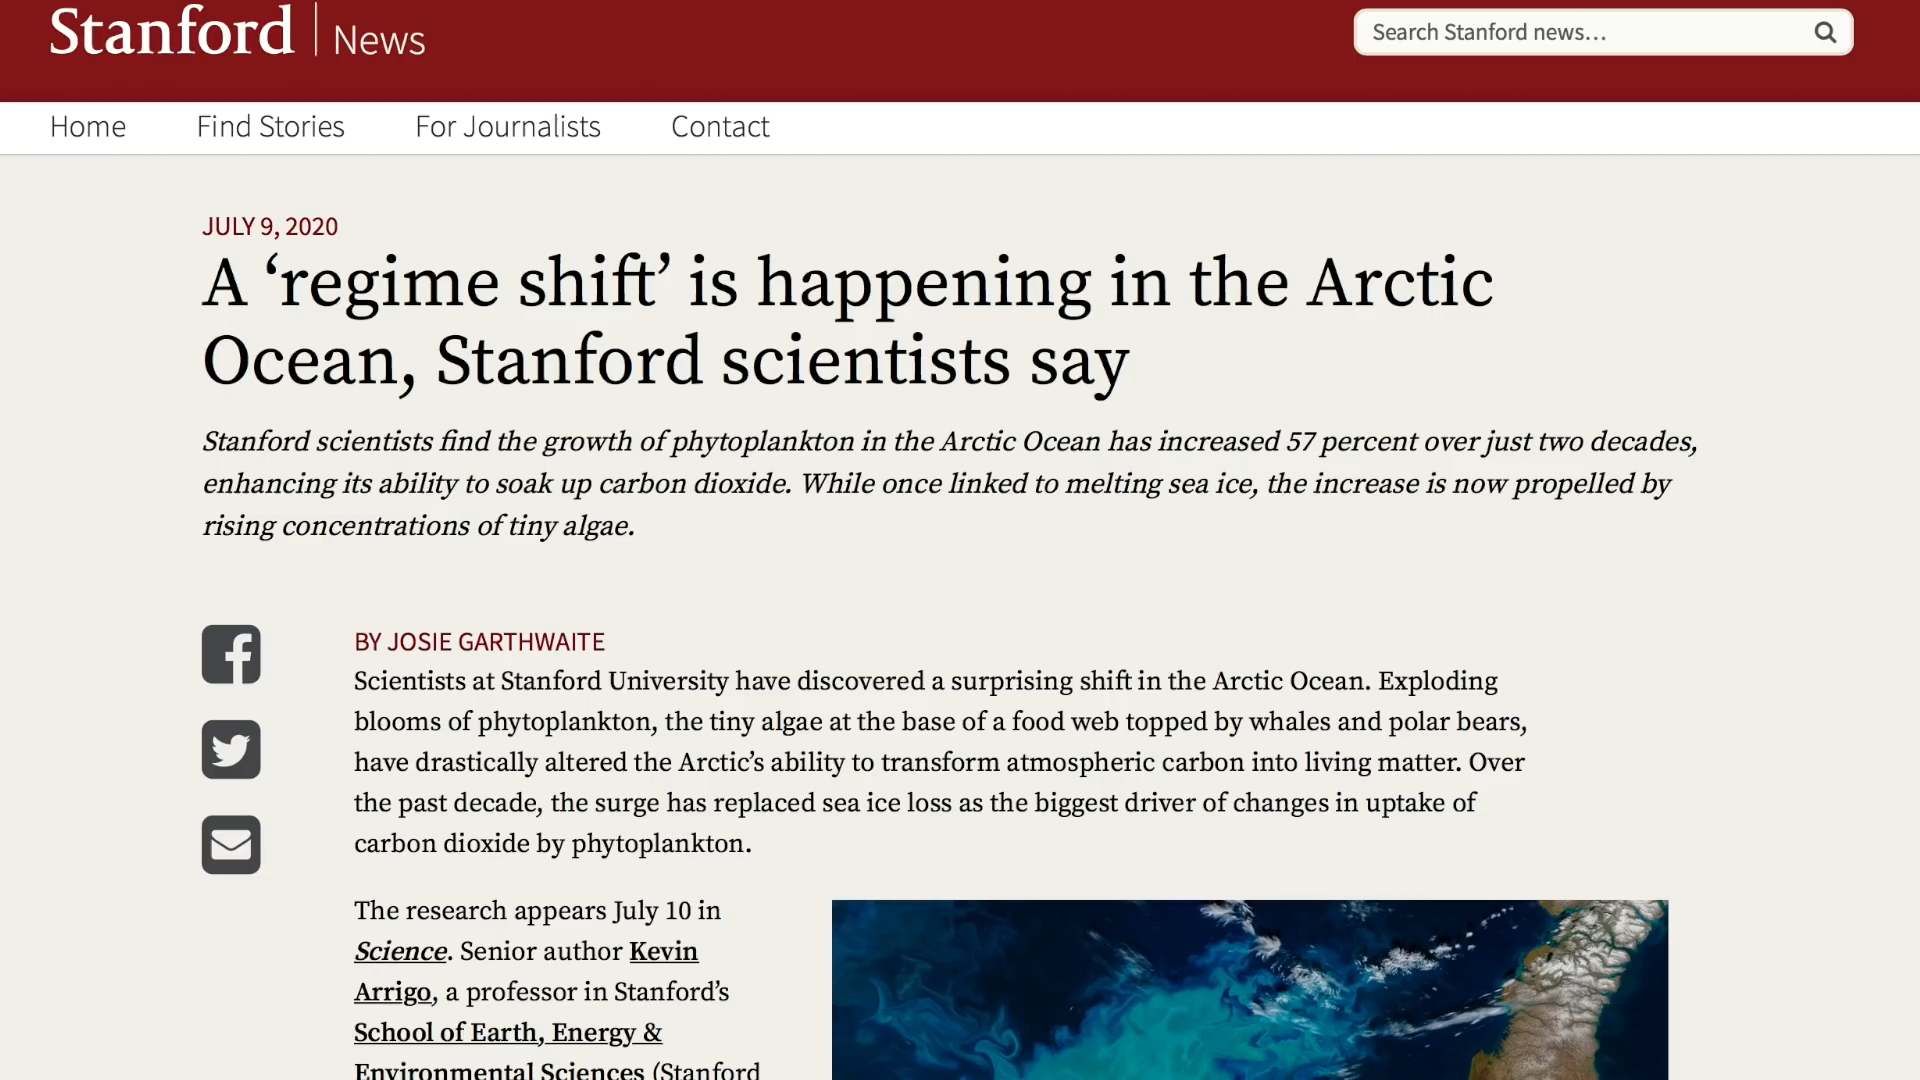 Stanford | News
Search Stanford news…
Home Find Stories For Journalists Contact
JULY 9, 2020
A ‘regime shift’ is happening in the Arctic
Ocean, Stanford scientists say
Stanford scientists find the growth of phytoplankton in the Arctic Ocean has increased 57 percent over just two decades,
enhancing its ability to soak up carbon dioxide. While once linked to melting sea ice, the increase is now propelled by
rising concentrations of tiny algae.
BY JOSIE GARTHWAITE
Scientists at Stanford University have discovered a surprising shift in the Arctic Ocean. Exploding
blooms of phytoplankton, the tiny algae at the base of a food web topped by whales and polar bears,
have drastically altered the Arctic’s ability to transform atmospheric carbon into living matter. Over
the past decade, the surge has replaced sea ice loss as the biggest driver of changes in uptake of
carbon dioxide by phytoplankton.
The research appears July 10 in
Science. Senior author Kevin
Arrigo, a professor in Stanford’s
School of Earth, Energy &
Environmental Sciences (Stanford